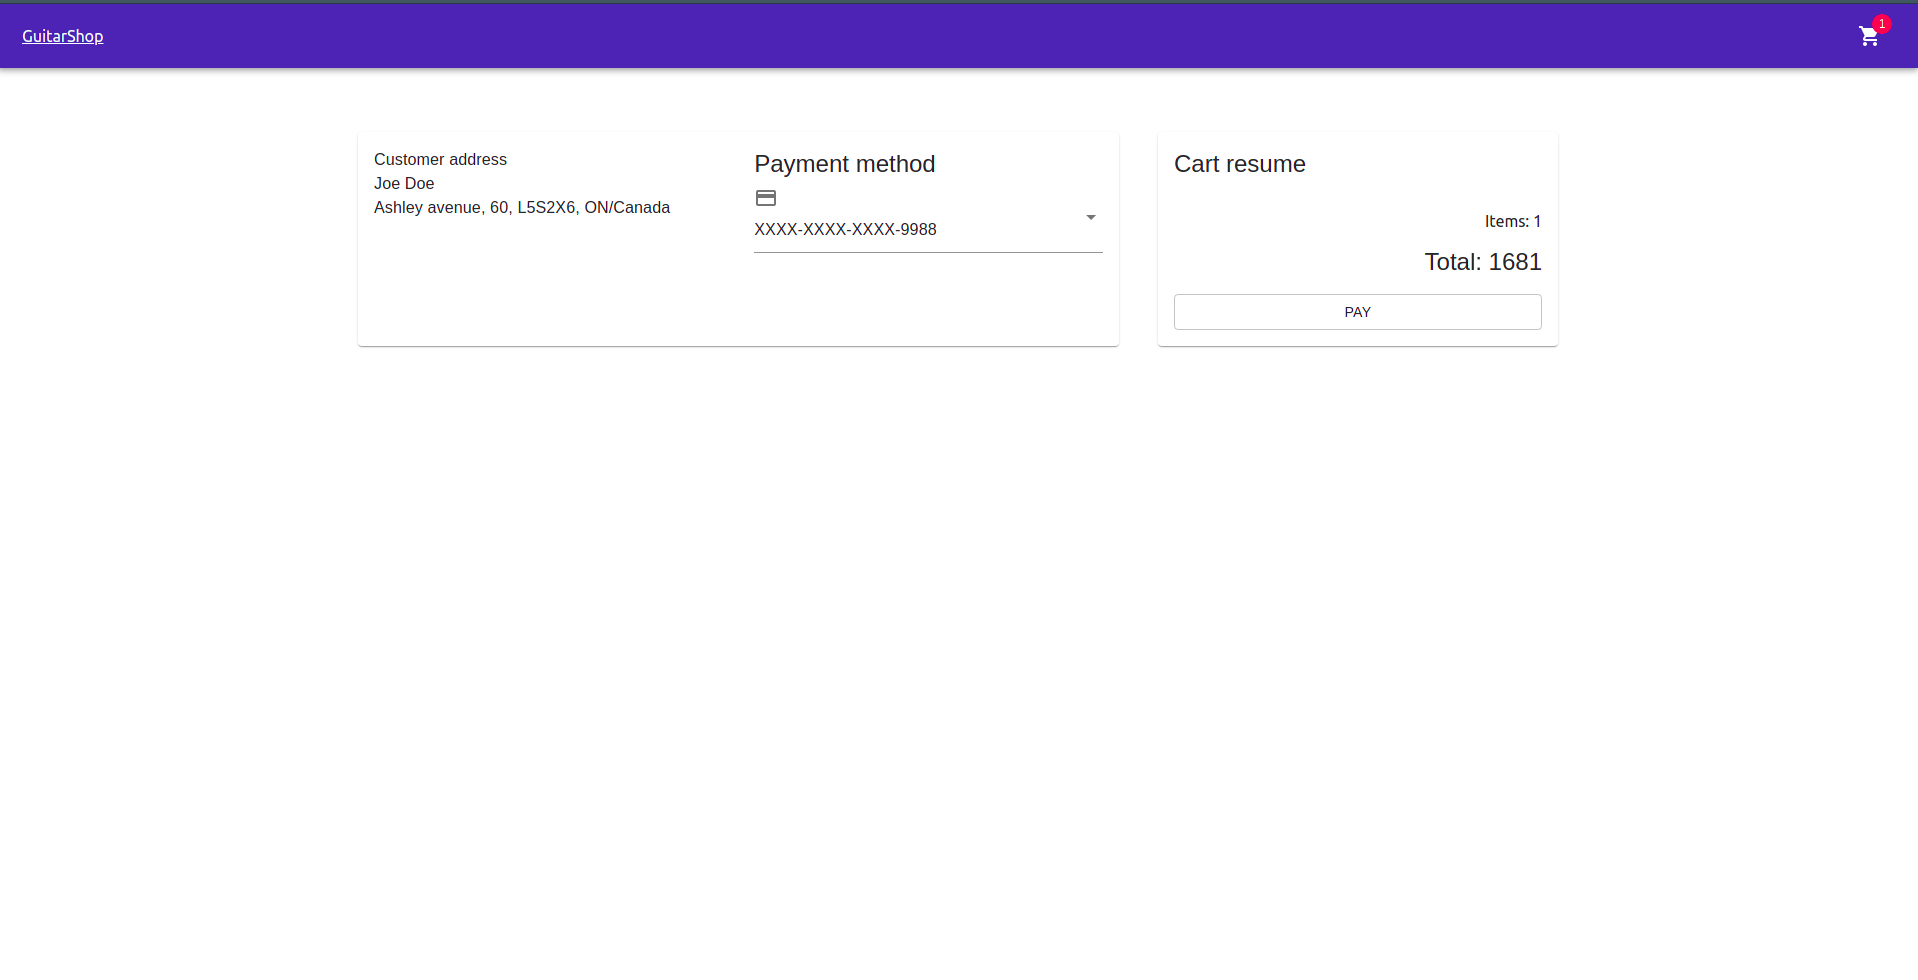 GuitarShop
1
Customer address
Joe Doe
Ashley avenue, 60, L5S2X6, ON/Canada
Payment method
XXXX-XXXX-XXXX-9988
Cart resume
Items: 1
Total: 1681
PAY